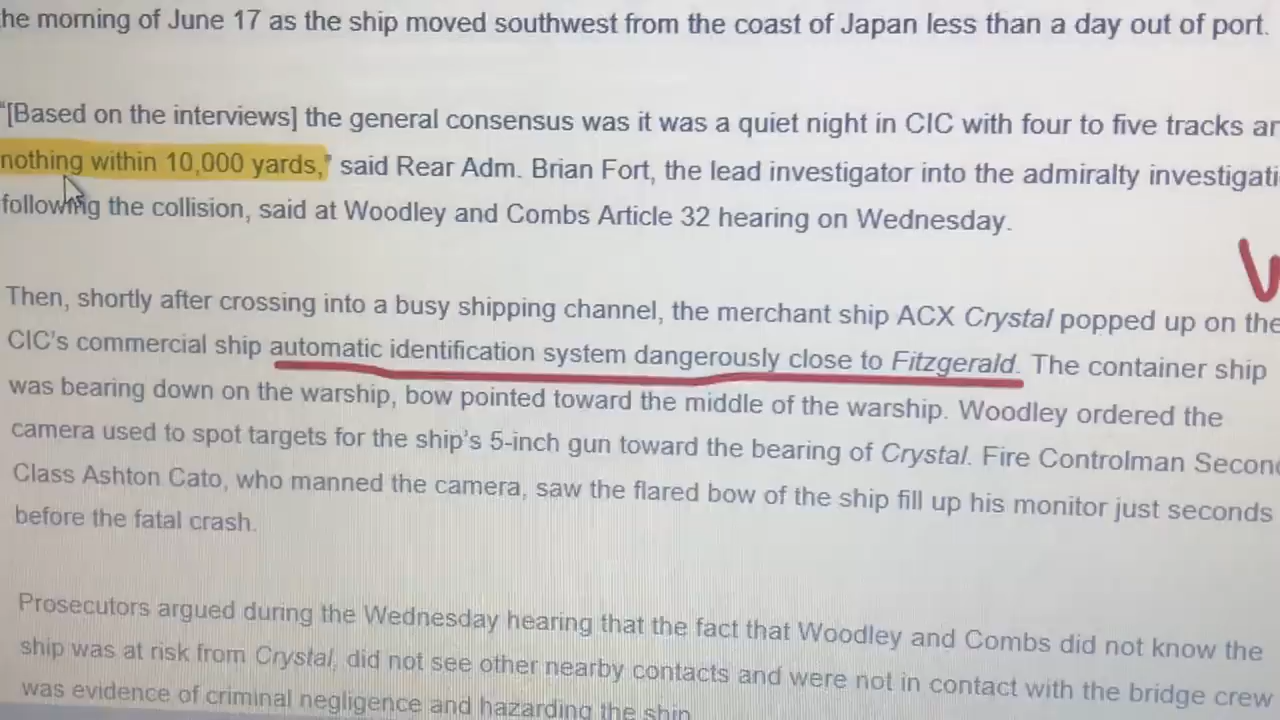 he morning of June 17 as the ship moved southwest from the coast of Japan less than a day out of port.
"[Based on the interviews] the general consensus was it was a quiet night in CIC with four to five tracks ar
nothing within 10,000 yards," said Rear Adm. Brian Fort, the lead investigator into the admiralty investigati
following the collision, said at Woodley and Combs Article 32 hearing on Wednesday.
Then, shortly after crossing into a busy shipping channel, the merchant ship ACX Crystal popped up on the
CIC's commercial ship automatic identification system dangerously close to Fitzgerald. The container ship
was bearing down on the warship, bow pointed toward the middle of the warship. Woodley ordered the
camera used to spot targets for the ship's 5-inch gun toward the bearing of Crystal. Fire Controlman Secon
Class Ashton Cato, who manned the camera, saw the flared bow of the ship fill up his monitor just seconds
before the fatal crash.
Prosecutors argued during the Wednesday hearing that the fact that Woodley and Combs did not know the
ship was at risk from Crystal, did not see other nearby contacts and were not in contact with the bridge crew
was evidence of criminal negligence and hazarding the ship